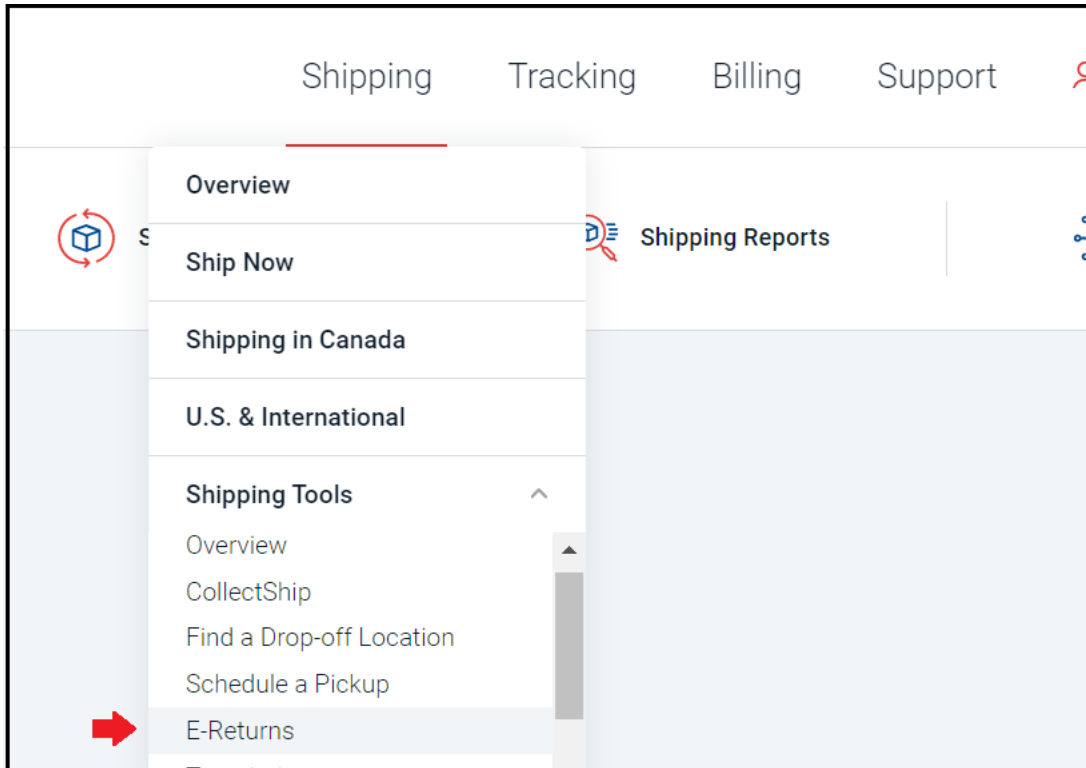 Shipping Tracking Billing Support
Overview
Ship Now
Shipping Reports
Shipping in Canada
U.S. & International
Shipping Tools
Overview
CollectShip
Find a Drop-off Location
Schedule a Pickup
E-Returns